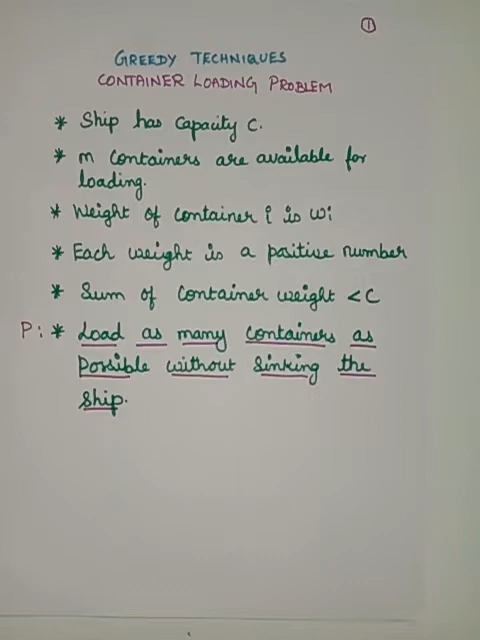 ①
GREEDY TECHNIQUES
CONTAINER LOADING PROBLEM
* Ship has Capacity C.
* m Containers are available for
loading.
* Weight of container i is wi
* Each weight is a positive number
* Sum of container weight < C
P: * Load as many containers as
Possible without sinking the
ship.